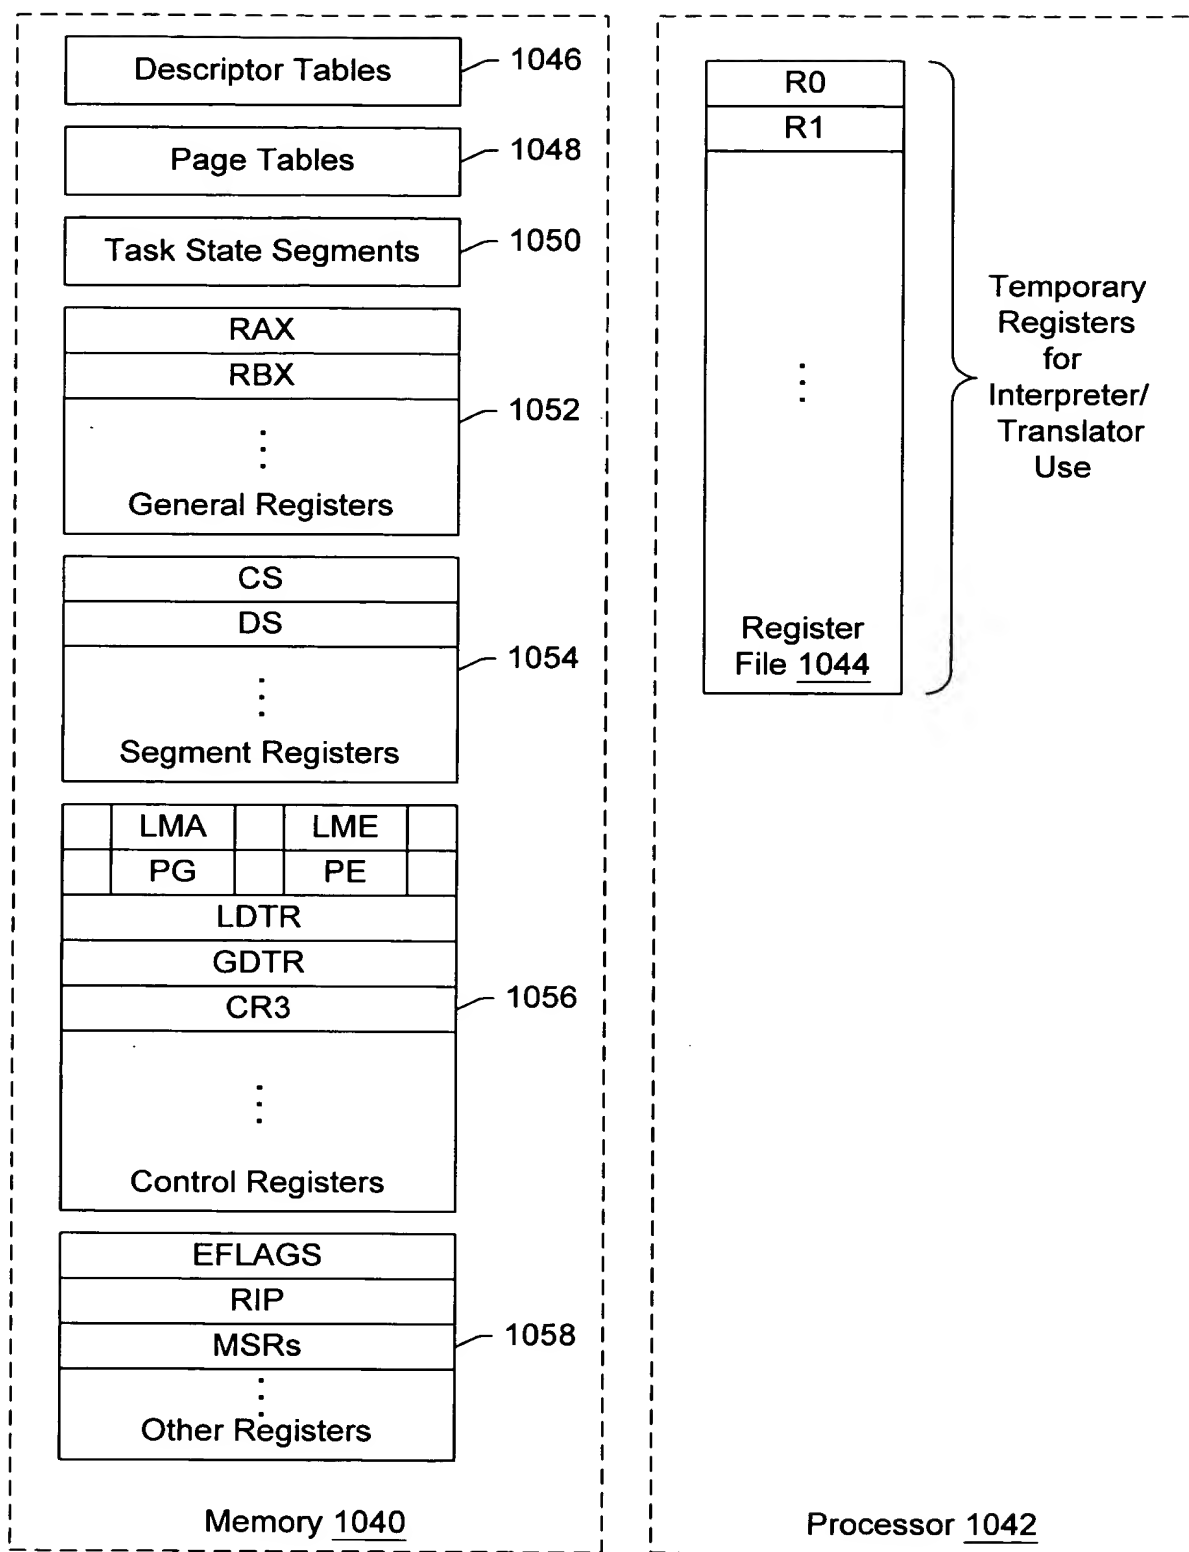 Descriptor Tables
1046
Page Tables
1048
Task State Segments
1050
RAX
RBX
1052
General Registers
CS
DS
1054
Segment Registers
LMA LME
PG PE
LDTR
GDTR
CR3
1056
Control Registers
EFLAGS
RIP
MSRs
1058
Other Registers
Memory 1040
R0
R1
Register
File 1044
Temporary
Registers
for
Interpreter/
Translator
Use
Processor 1042